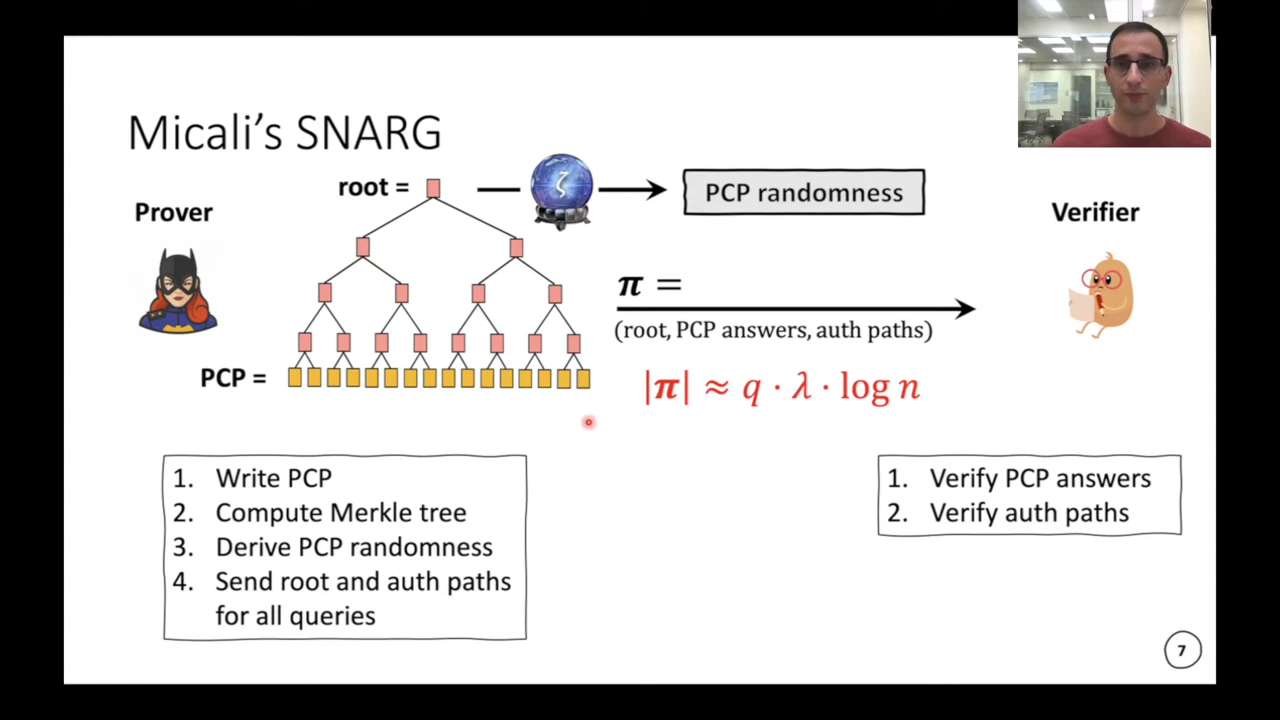 Micali's SNARG
root =
ζ
PCP randomness
Prover
Verifier
π =
(root, PCP answers, auth paths)
PCP =
|π| ≈ q · λ · log n
1. Write PCP
2. Compute Merkle tree
3. Derive PCP randomness
4. Send root and auth paths
for all queries
1. Verify PCP answers
2. Verify auth paths
7